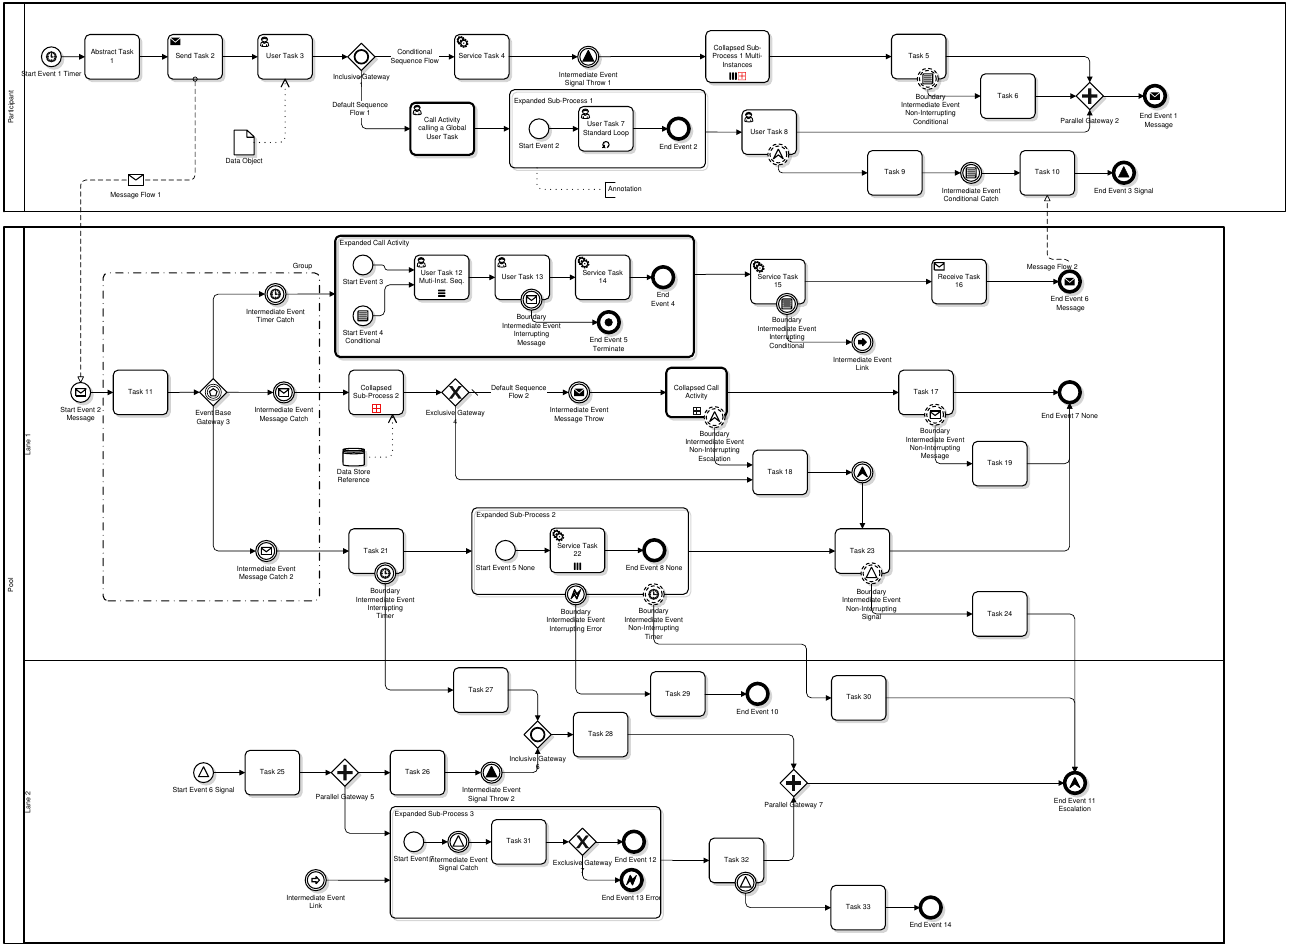 Participant
Start Event 1 Timer
Abstract Task
1
Send Task 2
User Task 3
Inclusive Gateway
Conditional
Sequence Flow
Service Task 4
Intermediate Event
Signal Throw 1
Collapsed Sub-
Process 1 Multi-
Instances
Task 5
Boundary
Intermediate Event
Non-Interrupting
Conditional
Task 6
Parallel Gateway 2
End Event 1
Message
Default Sequence
Flow 1
Call Activity
calling a Global
User Task
Expanded Sub-Process 1
Start Event 2
User Task 7
Standard Loop
End Event 2
User Task 8
Data Object
Task 9
Intermediate Event
Conditional Catch
Task 10
End Event 3 Signal
Annotation
Message Flow 1
Pool
Lane 1
Group
Expanded Call Activity
Start Event 3
User Task 12
Muti-Inst. Seq.
User Task 13
Service Task
14
End
Event 4
Start Event 4
Conditional
Boundary
Intermediate Event
Interrupting
Message
End Event 5
Terminate
Service Task
15
Boundary
Intermediate Event
Interrupting
Conditional
Intermediate Event
Link
Receive Task
16
Message Flow 2
End Event 6
Message
Intermediate Event
Timer Catch
Start Event 2
Message
Task 11
Event Base
Gateway 3
Intermediate Event
Message Catch
Collapsed
Sub-Process 2
Exclusive Gateway
4
Default Sequence
Flow 2
Intermediate Event
Message Throw
Collapsed Call
Activity
Boundary
Intermediate Event
Non-Interrupting
Escalation
Task 17
Boundary
Intermediate Event
Non-Interrupting
Message
End Event 7 None
Data Store
Reference
Task 18
Task 19
Intermediate Event
Message Catch 2
Task 21
Boundary
Intermediate Event
Interrupting
Timer
Expanded Sub-Process 2
Start Event 5 None
Service Task
22
End Event 8 None
Boundary
Intermediate Event
Interrupting Error
Boundary
Intermediate Event
Non-Interrupting
Timer
Task 23
Boundary
Intermediate Event
Non-Interrupting
Signal
Task 24
Lane 2
Task 27
Task 29
End Event 10
Task 30
Inclusive Gateway
6
Task 28
Start Event 6 Signal
Task 25
Parallel Gateway 5
Task 26
Intermediate Event
Signal Throw 2
Parallel Gateway 7
End Event 11
Escalation
Expanded Sub-Process 3
Start Event
Intermediate Event
Signal Catch
Task 31
Exclusive Gateway
End Event 12
End Event 13 Error
Task 32
Intermediate Event
Link
Task 33
End Event 14